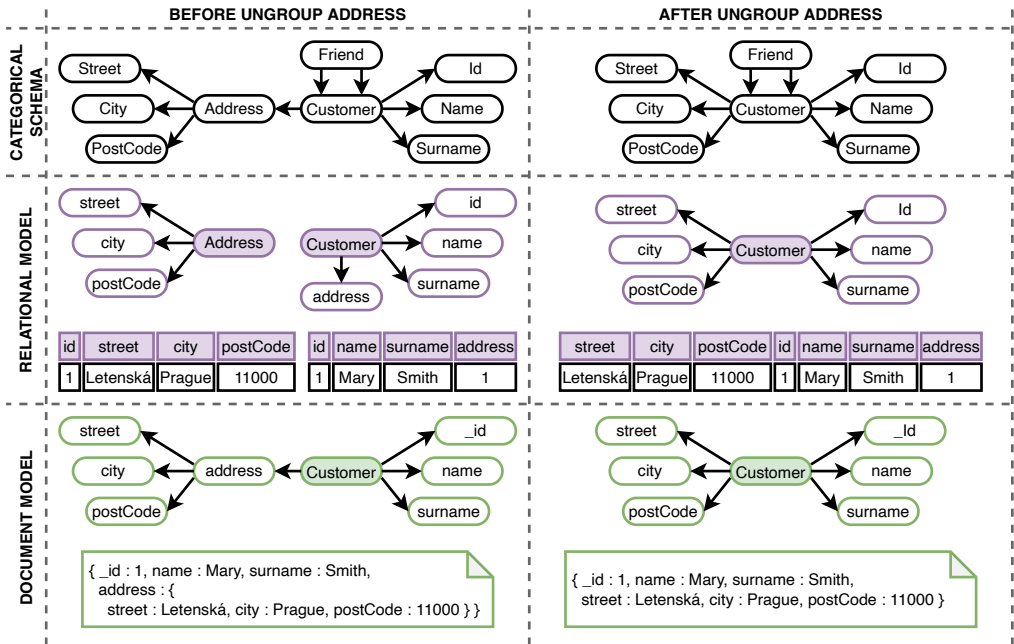 BEFORE UNGROUP ADDRESS
AFTER UNGROUP ADDRESS
CATEGORICAL
SCHEMA
Friend
Street
Id
City
Address
Customer
Name
PostCode
Surname
Friend
Street
Id
City
Customer
Name
PostCode
Surname
RELATIONAL MODEL
street
id
city
Address
Customer
name
postCode
address
surname
id street city postCode
1 Letenská Prague 11000
id name surname address
1 Mary Smith 1
street
Id
city
Customer
name
postCode
surname
street city postCode id name surname address
Letenská Prague 11000 1 Mary Smith 1
DOCUMENT MODEL
street
_id
city
address
Customer
name
postCode
surname
{ _id : 1, name : Mary, surname : Smith,
address : {
street : Letenská, city : Prague, postCode : 11000 } }
street
_Id
city
Customer
name
postCode
surname
{ _id : 1, name : Mary, surname : Smith,
street : Letenská, city : Prague, postCode : 11000 }